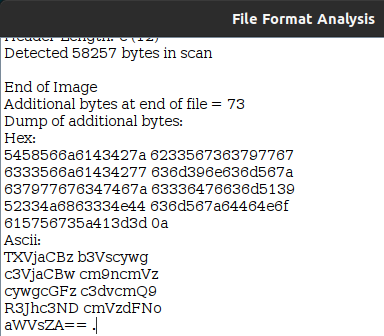 File Format Analysis
Header Length: c (12)
Detected 58257 bytes in scan
End of Image
Additional bytes at end of file = 73
Dump of additional bytes:
Hex:
5458566a6143427a 6233567363797767
6333566a61434277 636d396e636d567a
637977676347467a 63336476636d5139
52334a6863334e44 636d567a64464e6f
615756735a413d3d 0a
Ascii:
TXVjaCBz b3Vscywg
c3VjaCBw cm9ncmVz
cywgcGFz c3dvcmQ9
R3Jhc3ND cmVzdFNo
aWVsZA== .